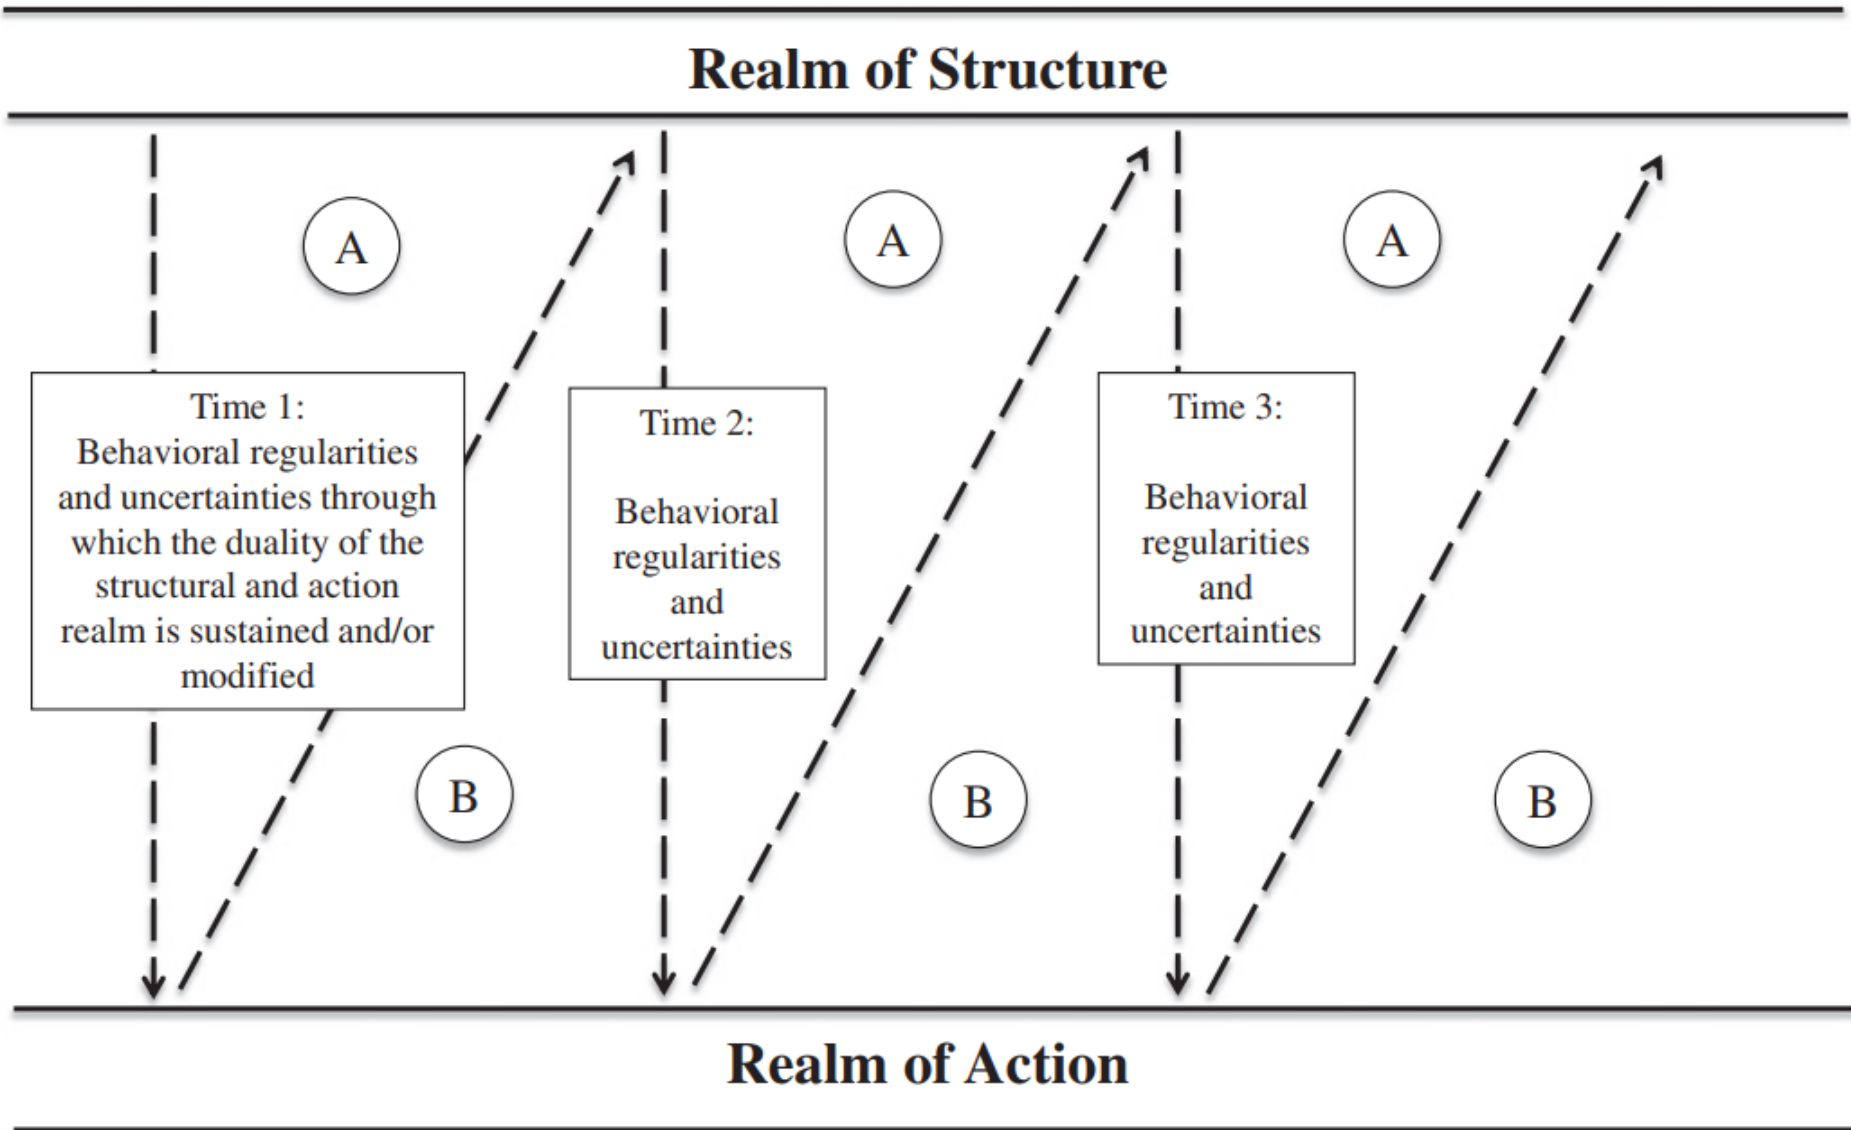 Realm of Structure
A
A
A
Time 1:
Behavioral regularities
and uncertainties through
which the duality of the
structural and action
realm is sustained and/or
modified
Time 2:
Behavioral
regularities
and
uncertainties
Time 3:
Behavioral
regularities
and
uncertainties
B
B
B
Realm of Action